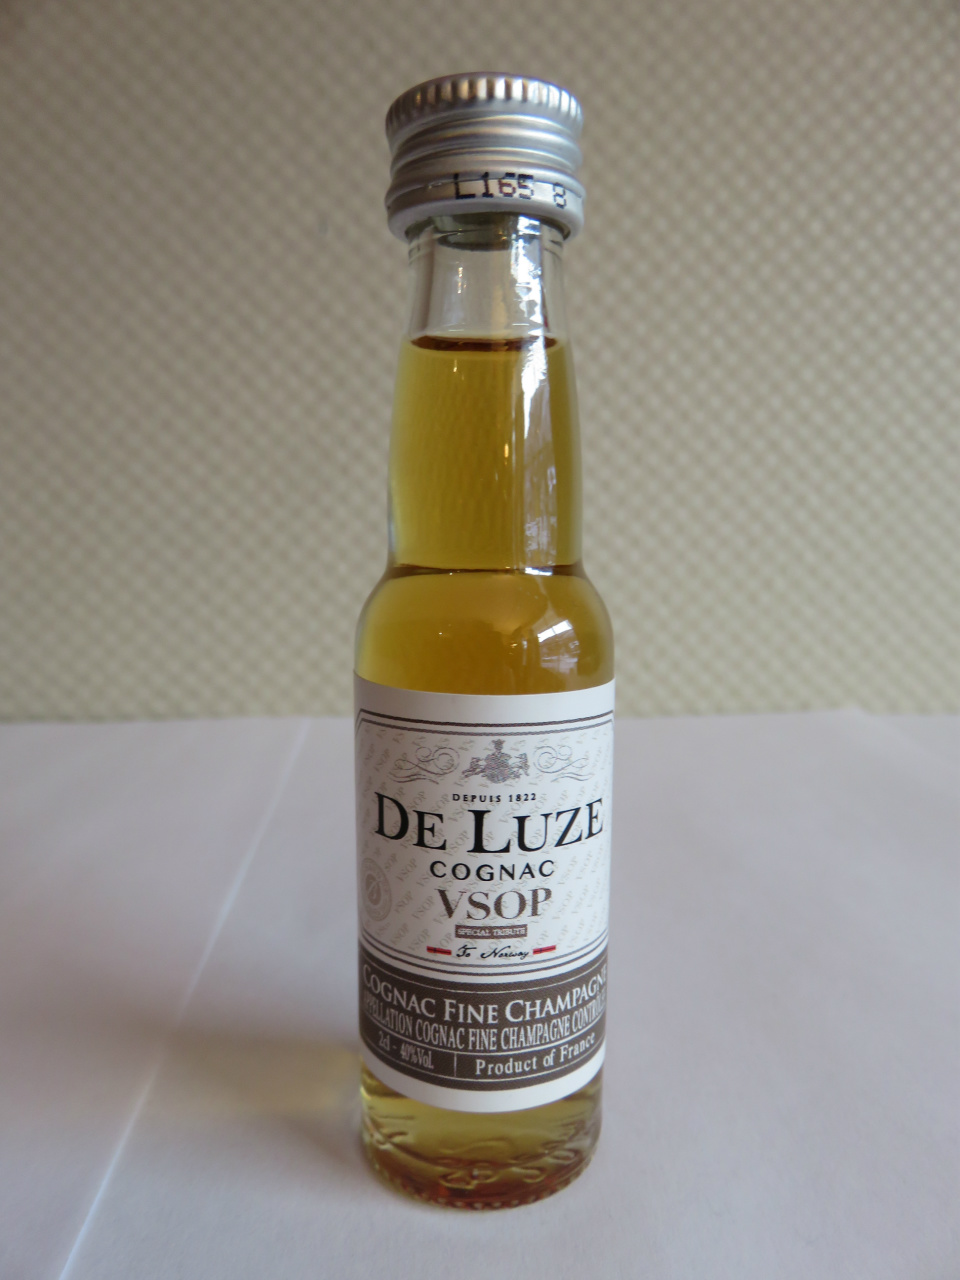 L165 8
DEPUIS 1822
DE LUZE
COGNAC
VSOP
SPECIAL TRIBUTE
To Norway
COGNAC FINE CHAMPAGNE
APPELLATION COGNAC FINE CHAMPAGNE CONTRÔLÉE
2cl - 40%Vol.
Product of France